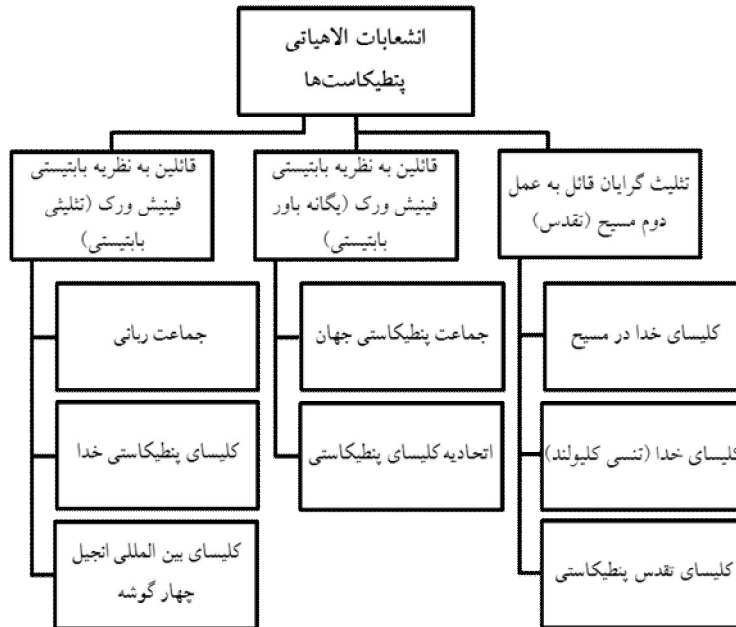 انشعابات الاهیاتی
پتطیکاست‌ها
تثلیث گرایان قائل به عمل
دوم مسیح (تقدس)
کلیسای خدا در مسیح
کلیسای خدا (تنسی کلیولند)
کلیسای تقدس پنطیکاستی
قائلین به نظریه بابتیستی
فینیش ورک (یگانه باور
بابتیستی)
جماعت پنطیکاستی جهان
اتحادیه کلیسای پنطیکاستی
قائلین به نظریه بابتیستی
فینیش ورک (تثلیثی
بابتیستی)
جماعت ربانی
کلیسای پنطیکاستی خدا
کلیسای بین المللی انجیل
چهار گوشه